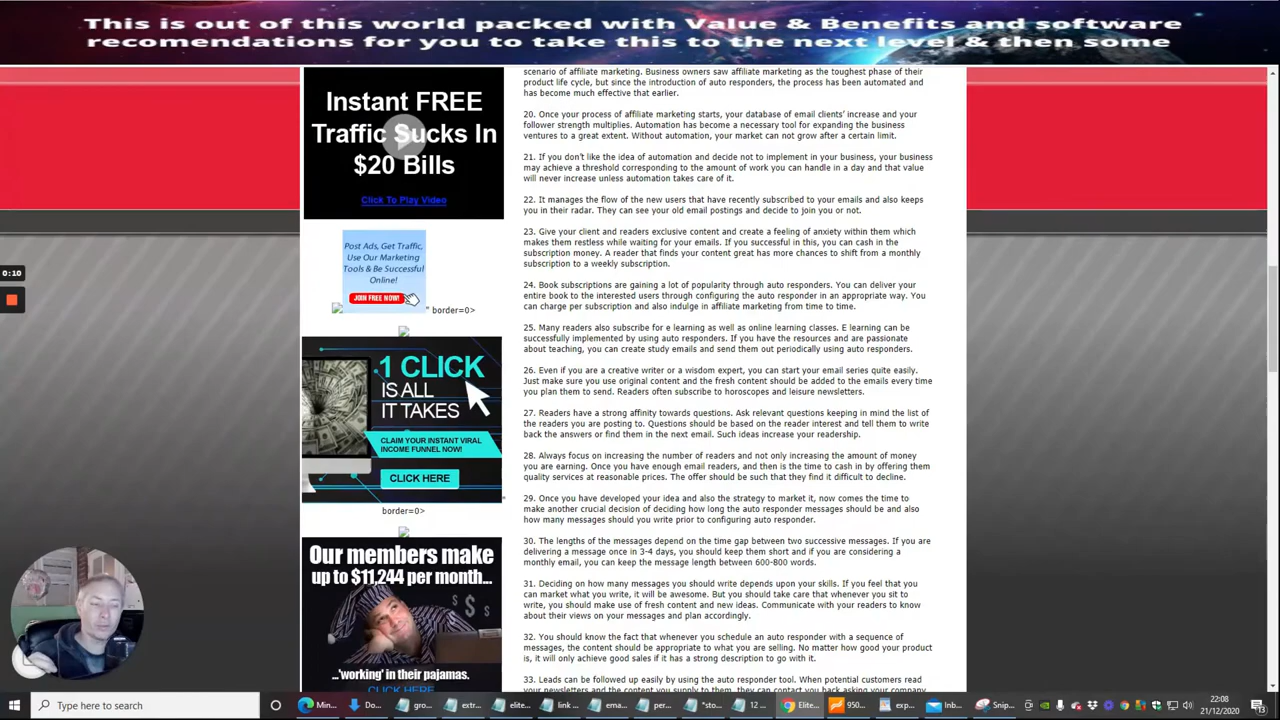 This is out of this world packed with Value & Benefits and software
recomendations for you to take this to the next level & then some
scenario of affiliate marketing. Business owners saw affiliate marketing as the toughest phase of their
product life cycle, but since the introduction of auto responders, the process has been automated and
has become much effective that earlier.
20. Once your process of affiliate marketing starts, your database of email clients' increase and your
follower strength multiplies. Automation has become a necessary tool for expanding the business
ventures to a great extent. Without automation, your market can not grow after a certain limit.
21. If you don't like the idea of automation and decide not to implement in your business, your business
may achieve a threshold corresponding to the amount of work you can handle in a day and that value
will never increase unless automation takes care of it.
22. It manages the flow of the new users that have recently subscribed to your emails and also keeps
you in their radar. They can see your old email postings and decide to join you or not.
23. Give your client and readers exclusive content and create a feeling of anxiety within them which
makes them restless while waiting for your emails. If you successful in this, you can cash in the
subscription money. A reader that finds your content great has more chances to shift from a monthly
subscription to a weekly subscription.
24. Book subscriptions are gaining a lot of popularity through auto responders. You can deliver your
entire book to the interested users through configuring the auto responder in an appropriate way. You
can charge per subscription and also indulge in affiliate marketing from time to time.
25. Many readers also subscribe for e learning as well as online learning classes. E learning can be
successfully implemented by using auto responders. If you have the resources and are passionate
about teaching, you can create study emails and send them out periodically using auto responders.
26. Even if you are a creative writer or a wisdom expert, you can start your email series quite easily.
Just make sure you use original content and the fresh content should be added to the emails every time
you plan them to send. Readers often subscribe to horoscopes and leisure newsletters.
27. Readers have a strong affinity towards questions. Ask relevant questions keeping in mind the list of
the readers you are posting to. Questions should be based on the reader interest and tell them to write
back the answers or find them in the next email. Such ideas increase your readership.
28. Always focus on increasing the number of readers and not only increasing the amount of money
you are earning. Once you have enough email readers, and then is the time to cash in by offering them
quality services at reasonable prices. The offer should be such that they find it difficult to decline.
29. Once you have developed your idea and also the strategy to market it, now comes the time to
make another crucial decision of deciding how long the auto responder messages should be and also
how many messages should you write prior to configuring auto responder.
30. The lengths of the messages depend on the time gap between two successive messages. If you are
delivering a message once in 3-4 days, you should keep them short and if you are considering a
monthly email, you can keep the message length between 600-800 words.
31. Deciding on how many messages you should write depends upon your skills. If you feel that you
can market what you write, it will be awesome. But you should take care that whenever you sit to
write, you should make use of fresh content and new ideas. Communicate with your readers to know
about their views on your messages and plan accordingly.
32. You should know the fact that whenever you schedule an auto responder with a sequence of
messages, the content should be appropriate to what you are selling. No matter how good your product
is, it will only achieve good sales if it has a strong description to go with it.
33. Leads can be followed up easily by using the auto responder tool. When potential customers read
your newsletters and the content you supply to them, they can contact you back asking your company
Instant FREE
Traffic Sucks In
$20 Bills
Click To Play Video
Post Ads, Get Traffic,
Use Our Marketing
Tools & Be Successful
Online!
JOIN FREE NOW!
" border=0>
1 CLICK
IS ALL
IT TAKES
CLAIM YOUR INSTANT VIRAL
INCOME FUNNEL NOW!
CLICK HERE
"
border=0>
Our members make
up to $11,244 per month...
...'working' in their pajamas.
CLICK HERE
0:10
Type here to search
Min...
Do...
gro...
extr...
elite...
link ...
ema...
per...
*sto...
12 ...
Elite...
950...
exp...
Inb...
Snip...
22:08
21/12/2020